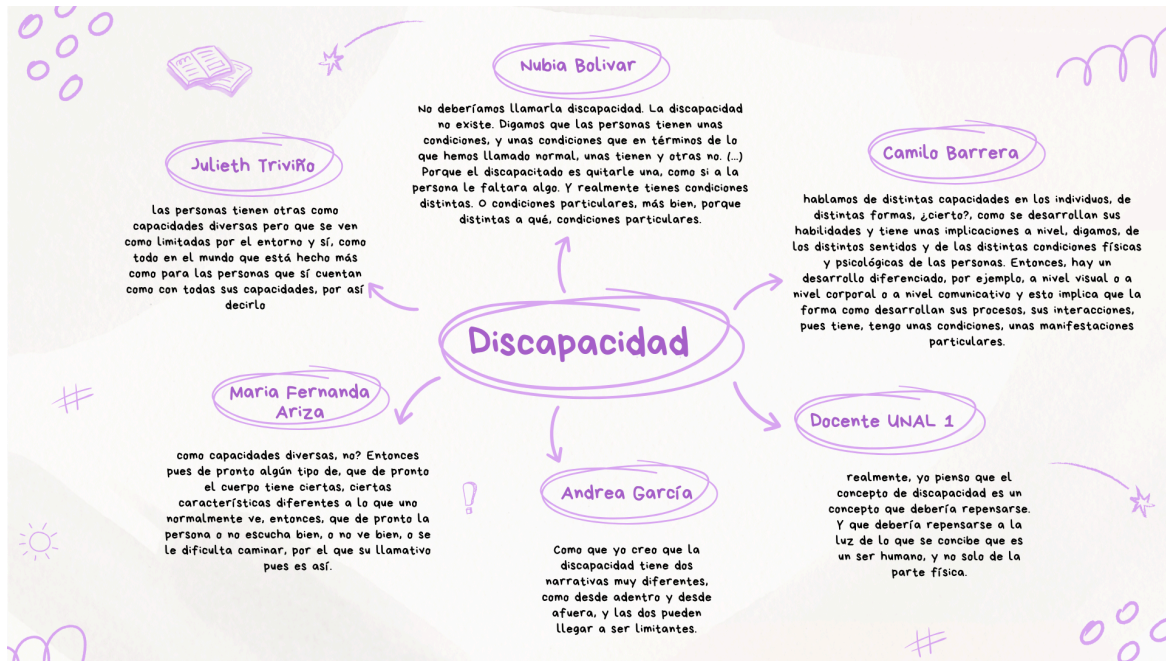 Nubia Bolivar
No deberíamos llamarla discapacidad. La discapacidad
no existe. Digamos que las personas tienen unas
condiciones, y unas condiciones que en términos de lo
que hemos llamado normal, unas tienen y otras no. (...)
Porque el discapacitado es quitarle una, como si a la
persona le faltara algo. Y realmente tienes condiciones
distintas. O condiciones particulares, más bien, porque
distintas a qué, condiciones particulares.
Julieth Triviño
las personas tienen otras como
capacidades diversas pero que se ven
como limitadas por el entorno y sí, como
todo en el mundo que está hecho más
como para las personas que sí cuentan
como con todas sus capacidades, por así
decirlo
Camilo Barrera
hablamos de distintas capacidades en los individuos, de
distintas formas, ¿cierto?, como se desarrollan sus
habilidades y tiene unas implicaciones a nivel, digamos, de
los distintos sentidos y de las distintas condiciones físicas
y psicológicas de las personas. Entonces, hay un
desarrollo diferenciado, por ejemplo, a nivel visual o a
nivel corporal o a nivel comunicativo y esto implica que la
forma como desarrollan sus procesos, sus interacciones,
pues tiene, tengo unas condiciones, unas manifestaciones
particulares.
Discapacidad
Maria Fernanda
Ariza
como capacidades diversas, no? Entonces
pues de pronto algún tipo de, que de pronto
el cuerpo tiene ciertas, ciertas
características diferentes a lo que uno
normalmente ve, entonces, que de pronto la
persona o no escucha bien, o no ve bien, o se
le dificulta caminar, por el que su llamativo
pues es así.
Andrea García
Como que yo creo que la
discapacidad tiene dos
narrativas muy diferentes,
como desde adentro y desde
afuera, y las dos pueden
llegar a ser limitantes.
Docente UNAL 1
realmente, yo pienso que el
concepto de discapacidad es un
concepto que debería repensarse.
Y que debería repensarse a la
luz de lo que se concibe que es
un ser humano, y no solo de la
parte física.